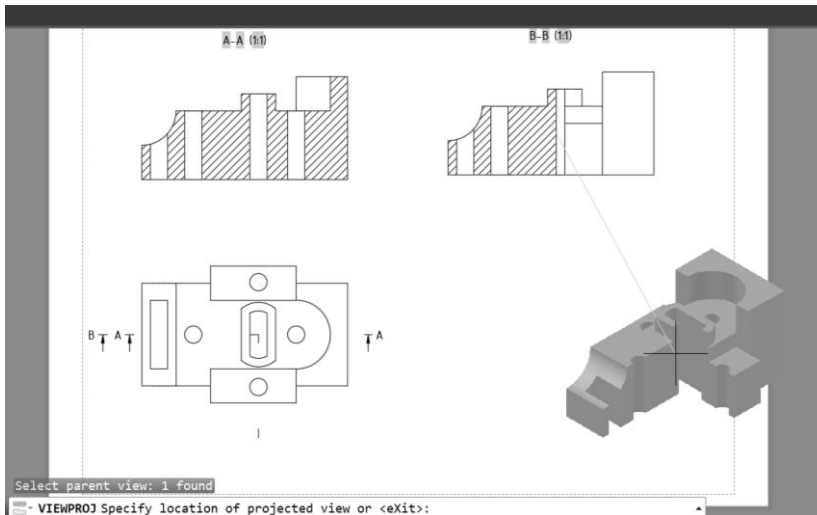 A-A (1:1)
B-B (1:1)
B A A
Select parent view: 1 found
VIEWPROJ Specify location of projected view or <eXit>: